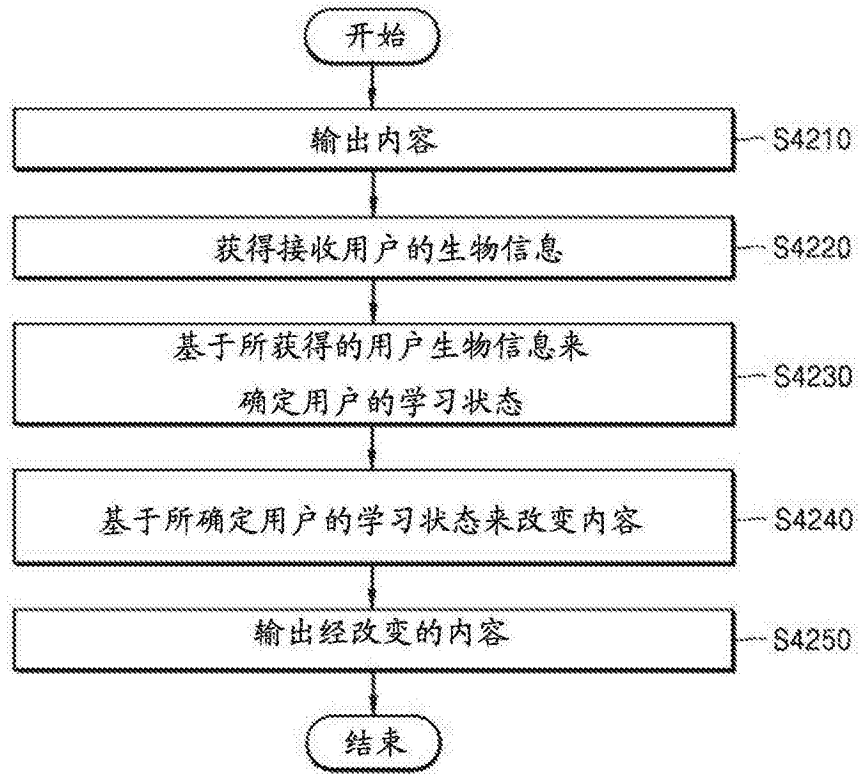 开始
输出内容
S4210
获得接收用户的生物信息
S4220
基于所获得的用户生物信息来
确定用户的学习状态
S4230
基于所确定用户的学习状态来改变内容
S4240
输出经改变的内容
S4250
结束